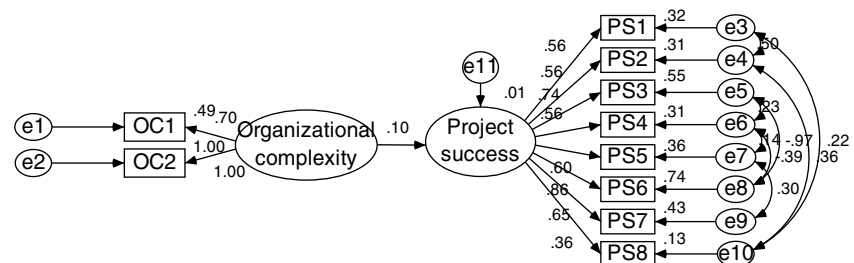 PS1
.32
e3
.56
PS2
.31
e4
.50
e11
.56
.01
.74
PS3
.55
e5
.56
.23
e1
OC1
.49
.70
Organizational
complexity
.10
Project
success
PS4
.31
e6
.14
-.97
.22
e2
OC2
1.00
1.00
PS5
.36
e7
-.39
.36
.60
PS6
.74
e8
.30
.86
PS7
.43
e9
.65
.36
PS8
.13
e10